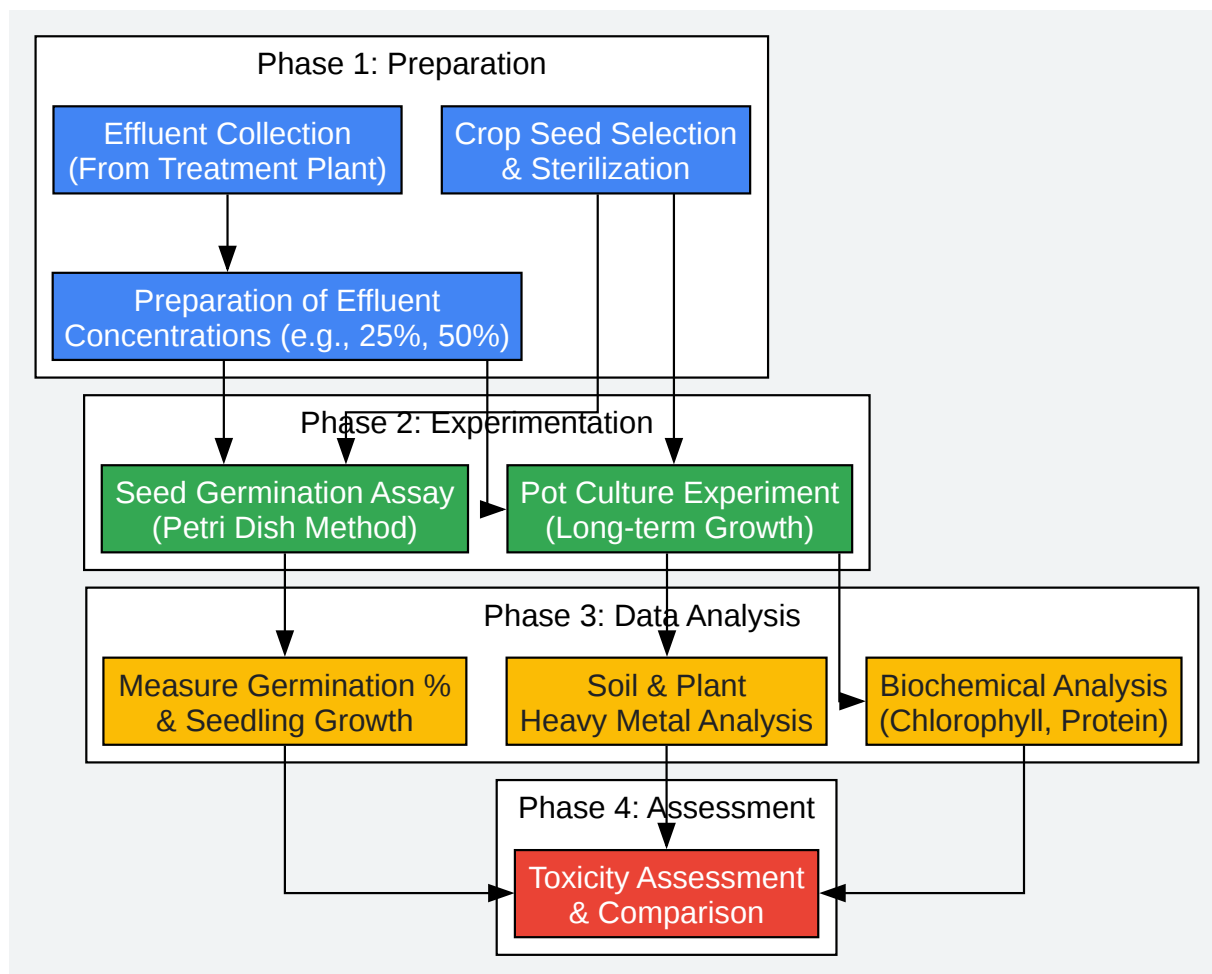 Phase 1: Preparation
Effluent Collection
(From Treatment Plant)
Crop Seed Selection
& Sterilization
Preparation of Effluent
Concentrations (e.g., 25%, 50%)
Phase 2: Experimentation
Seed Germination Assay
(Petri Dish Method)
Pot Culture Experiment
(Long-term Growth)
Phase 3: Data Analysis
Measure Germination %
& Seedling Growth
Soil & Plant
Heavy Metal Analysis
Biochemical Analysis
(Chlorophyll, Protein)
Phase 4: Assessment
Toxicity Assessment
& Comparison